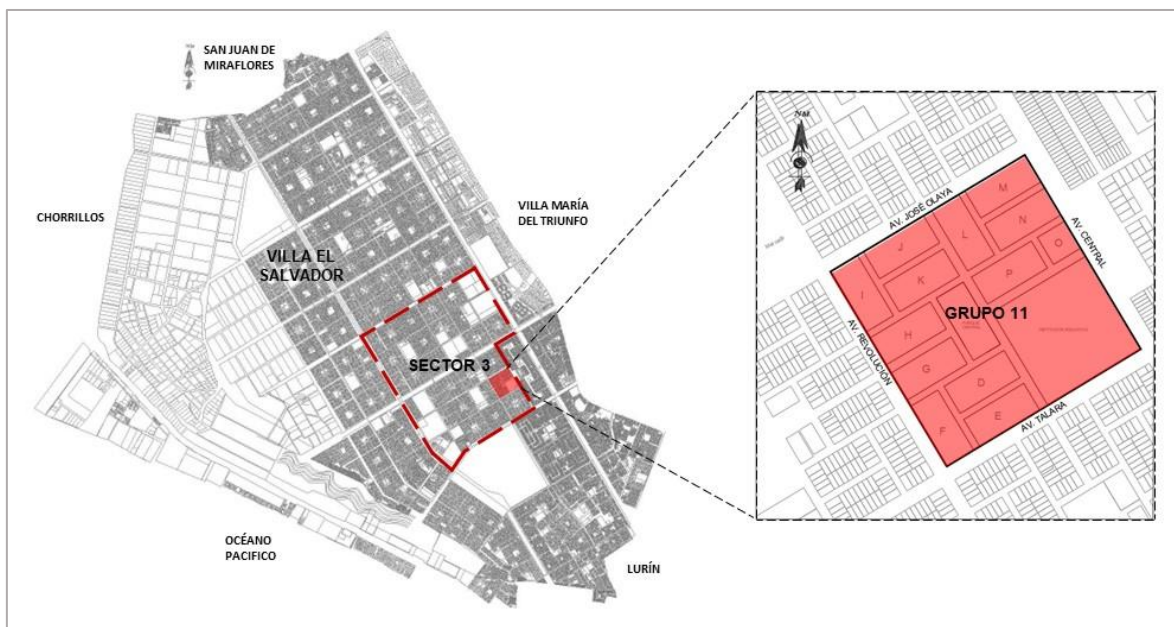 SAN JUAN DE
MIRAFLORES
CHORRILLOS
VILLA MARÍA
DEL TRIUNFO
VILLA EL
SALVADOR
SECTOR 3
OCÉANO
PACIFICO
LURÍN
AV. JOSÉ OLAYA
AV. CENTRAL
AV. REVOLUCIÓN
AV. TALARA
M
N
L
J
O
K
P
I
GRUPO 11
H
G
D
E
F